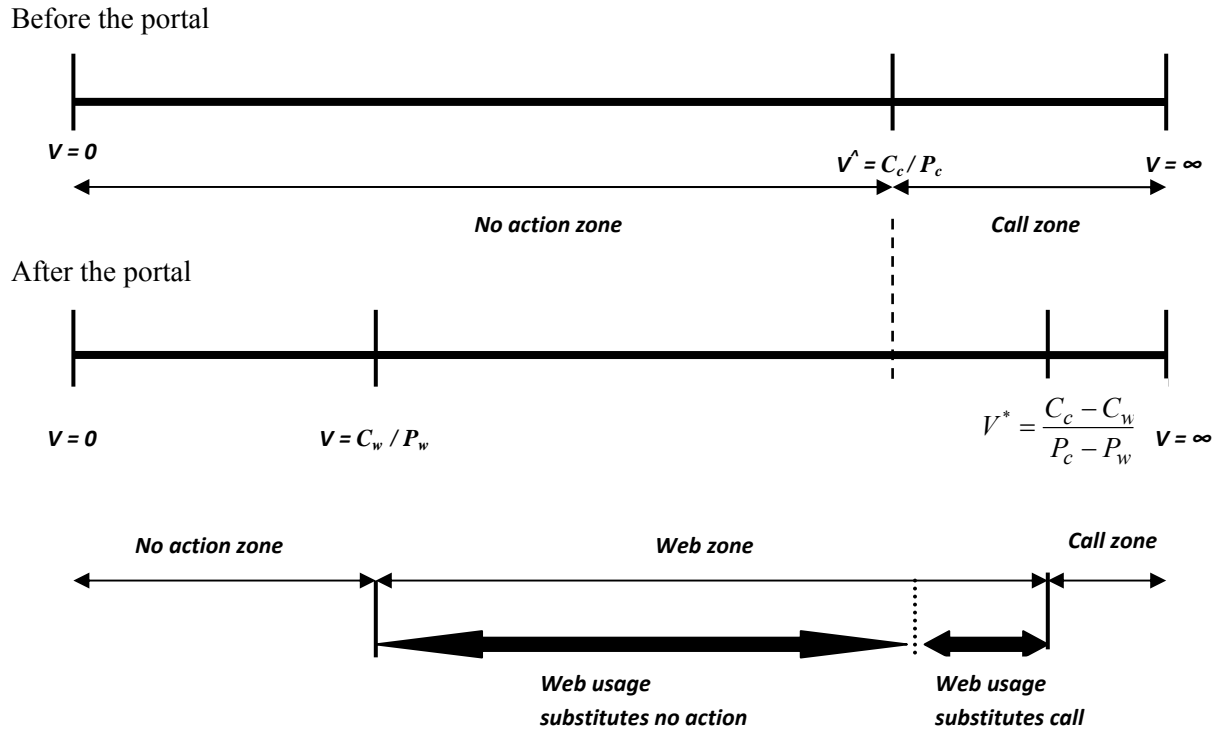 Before the portal
V = 0
V^ = C_c / P_c
V = ∞
No action zone
Call zone
After the portal
V = 0
V = C_w / P_w
V^* = \frac{C_c - C_w}{P_c - P_w}
V = ∞
No action zone
Web zone
Call zone
Web usage
substitutes no action
Web usage
substitutes call